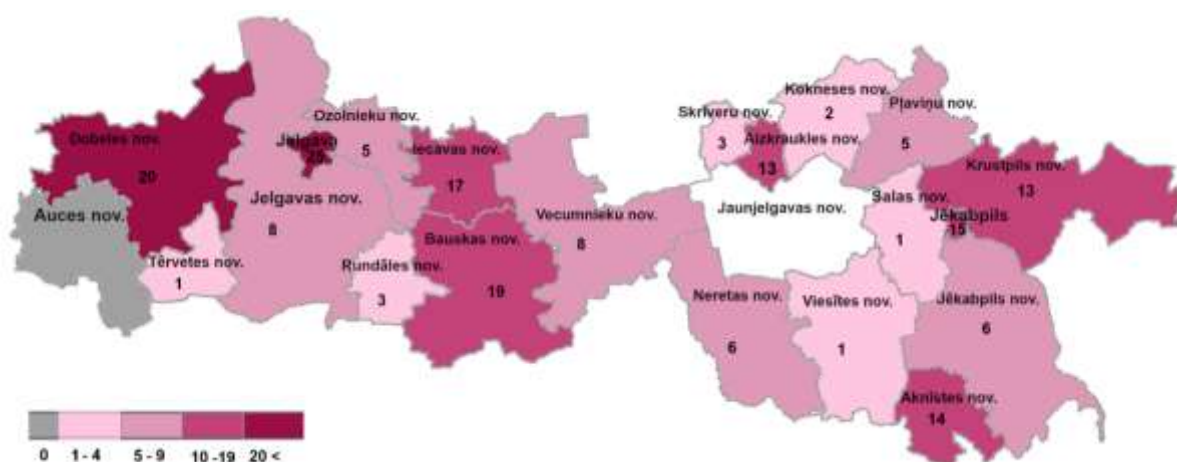 Dobeles nov.
20
Auces nov.
Tērvetes nov.
1
Jelgava
Jelgavas nov.
8
Ozolnieku nov.
5
Iecavas nov.
17
Bauskas nov.
19
Rundāles nov.
3
Vecumnieku nov.
8
Skrīveru nov.
3
Aizkraukles nov.
13
Kokneses nov.
2
Pļaviņu nov.
5
Jaunjelgavas nov.
Krustpils nov.
13
Salas nov.
1
Jēkabpils
15
Neretas nov.
6
Viesītes nov.
1
Jēkabpils nov.
6
Aknīstes nov.
14
0 1 - 4 5 - 9 10 -19 20 <